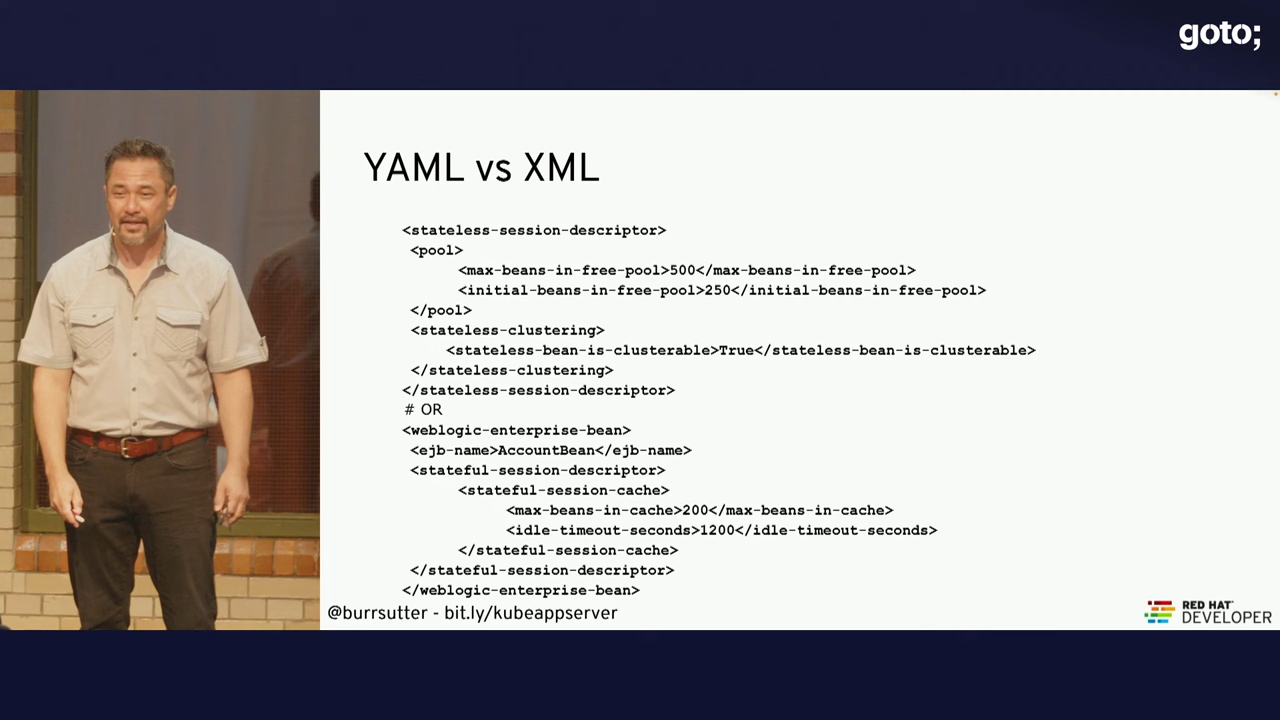 goto;
YAML vs XML
<stateless-session-descriptor>
<pool>
<max-beans-in-free-pool>500</max-beans-in-free-pool>
<initial-beans-in-free-pool>250</initial-beans-in-free-pool>
</pool>
<stateless-clustering>
<stateless-bean-is-clusterable>True</stateless-bean-is-clusterable>
</stateless-clustering>
</stateless-session-descriptor>
# OR
<weblogic-enterprise-bean>
<ejb-name>AccountBean</ejb-name>
<stateful-session-descriptor>
<stateful-session-cache>
<max-beans-in-cache>200</max-beans-in-cache>
<idle-timeout-seconds>1200</idle-timeout-seconds>
</stateful-session-cache>
</stateful-session-descriptor>
</weblogic-enterprise-bean>
@burrsutter - bit.ly/kubeappserver
RED HAT
DEVELOPER